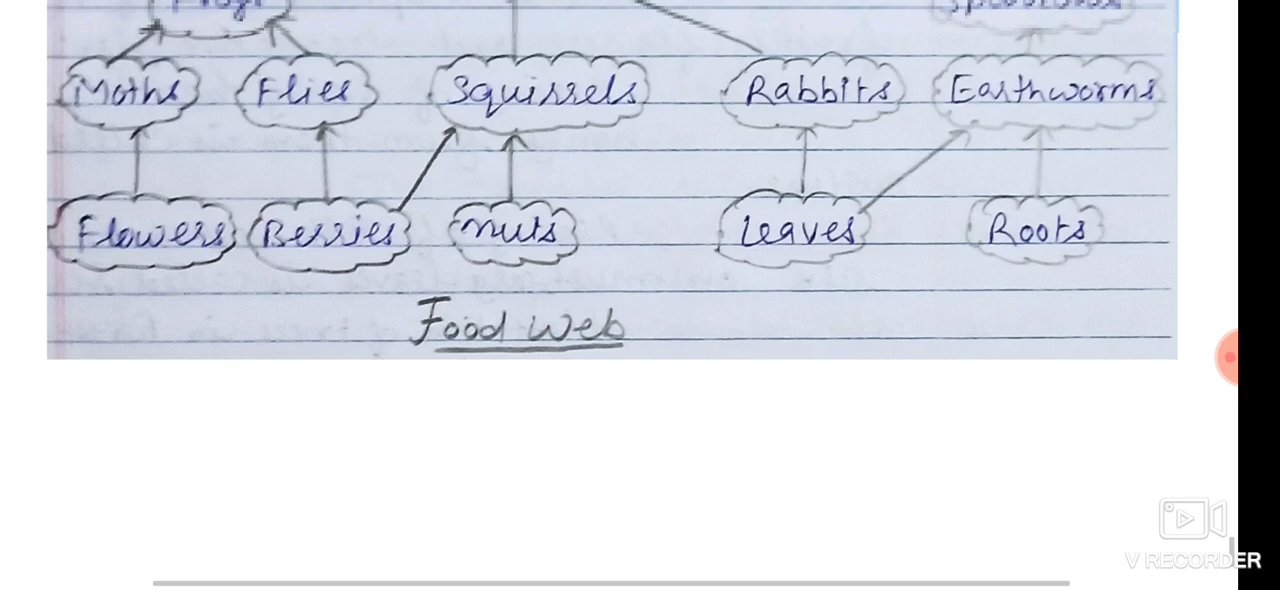 Moths Flies Squirrels Rabbits Earthworms
Flowers Berries Nuts Leaves Roots
Food Web
V RECORDER